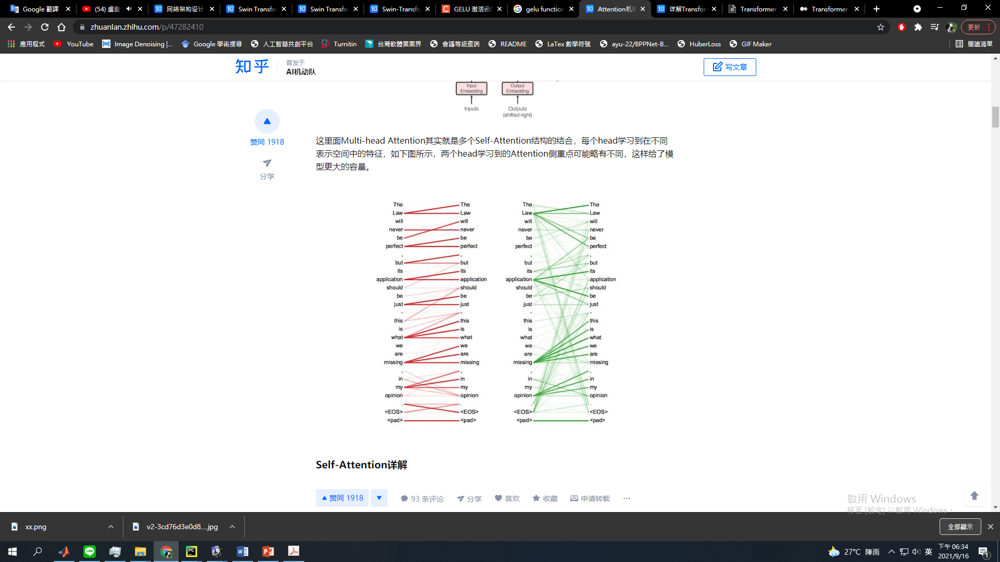 Google 翻譯
(54) 盧廣
网络架构设计
Swin Transfo
Swin Transfo
Swin-Transfo
GELU 激活函
gelu function
Attention机
详解Transfor
Transformer
Transformer
zhuanlan.zhihu.com/p/47282410
更新
應用程式
YouTube
Image Denoising |...
Google 學術搜尋
人工智慧共創平台
Turnitin
台灣軟體業業界
會議等級查詢
README
LaTex 數學符號
ayu-22/BPPNet-B...
HuberLoss
GIF Maker
閱讀清單
知乎
首发于
AI机动队
写文章
Input Embedding
Output Embedding
Inputs
Outputs
(shifted right)
赞同 1918
分享
这里面Multi-head Attention其实就是多个Self-Attention结构的结合，每个head学习到在不同
表示空间中的特征，如下图所示，两个head学习到的Attention侧重点可能略有不同，这样给了模
型更大的容量。
The The The The
Law Law Law Law
will will will will
never never never never
be be be be
perfect perfect perfect perfect
, , , ,
but but but but
its its its its
application application application application
should should should should
be be be be
just just just just
- - - -
this this this this
is is is is
what what what what
we we we we
are are are are
missing missing missing missing
, , , ,
in in in in
my my my my
opinion opinion opinion opinion
. . . .
<EOS> <EOS> <EOS> <EOS>
<pad> <pad> <pad> <pad>
Self-Attention详解
赞同 1918
93 条评论
分享
喜欢
收藏
申请转载
啟用 Windows
移至 [設定] 以啟用 Windows。
xx.png
v2-3cd76d3e0d8....jpg
全部顯示
27°C 陣雨
英
下午 06:34
2021/9/16
1